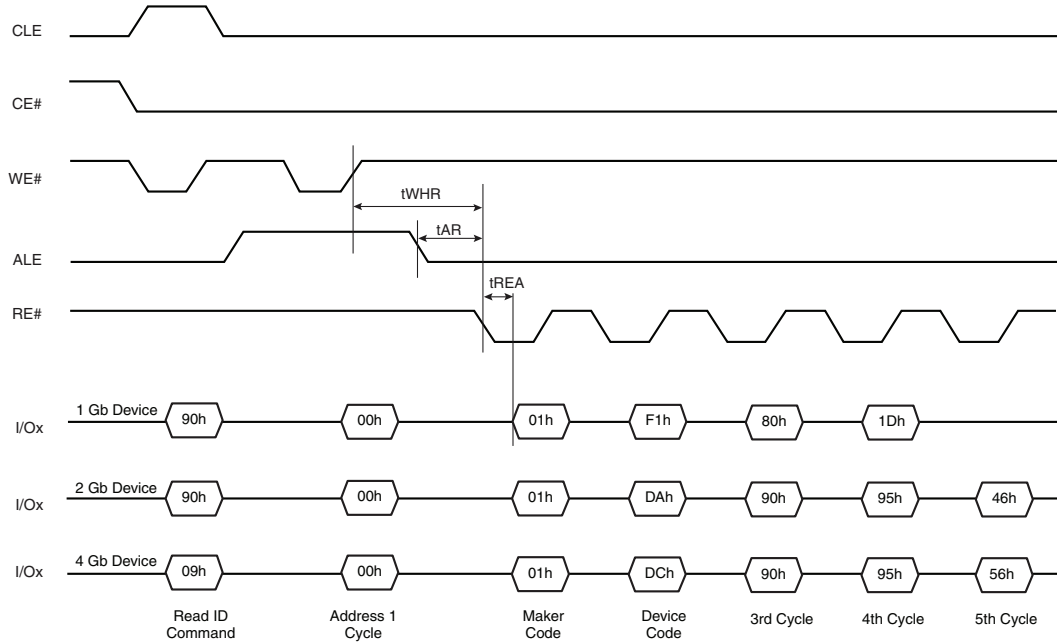 CLE
CE#
WE#
tWHR
tAR
ALE
tREA
RE#
I/Ox 1 Gb Device 90h 00h 01h F1h 80h 1Dh
I/Ox 2 Gb Device 90h 00h 01h DAh 90h 95h 46h
I/Ox 4 Gb Device 09h 00h 01h DCh 90h 95h 56h
Read ID Address 1 Maker Device 3rd Cycle 4th Cycle 5th Cycle
Command Cycle Code Code